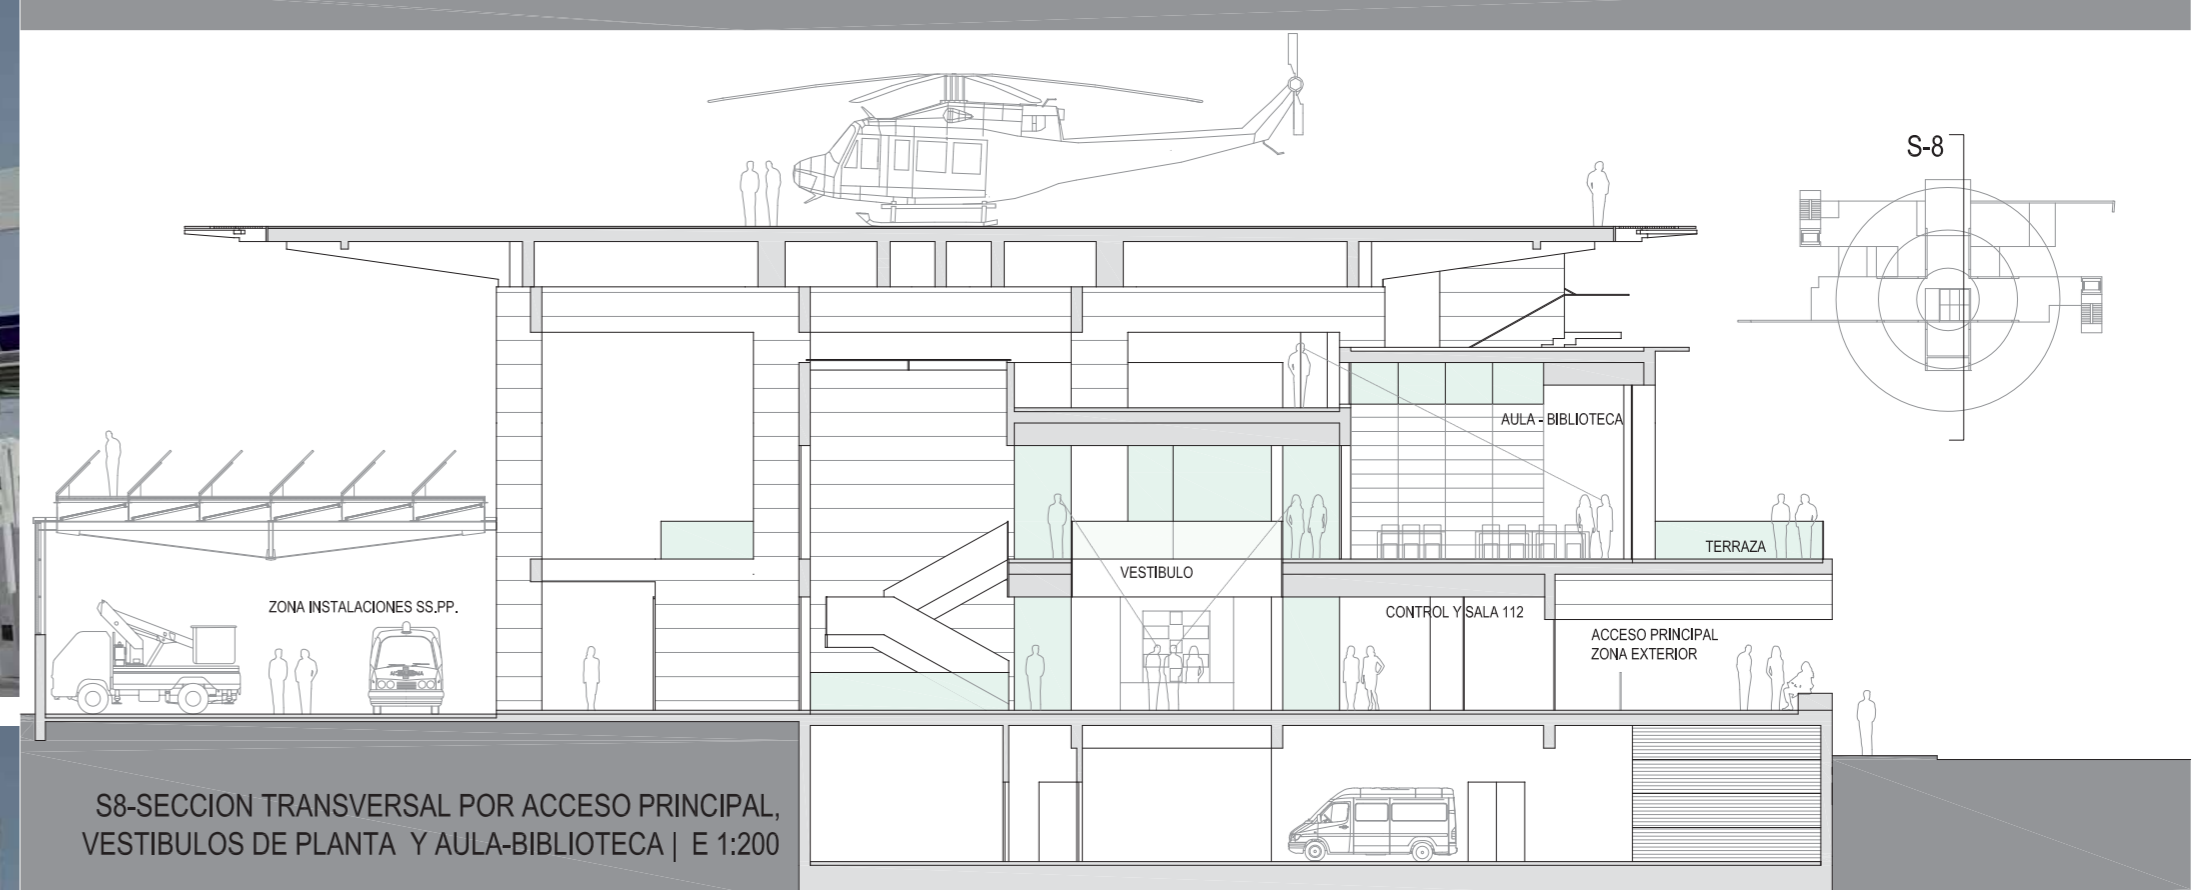 S-8
AULA - BIBLIOTECA
TERRAZA
VESTIBULO
ZONA INSTALACIONES SS.PP.
CONTROL Y SALA 112
ACCESO PRINCIPAL
ZONA EXTERIOR
S8-SECCION TRANSVERSAL POR ACCESO PRINCIPAL,
VESTIBULOS DE PLANTA Y AULA-BIBLIOTECA | E 1:200